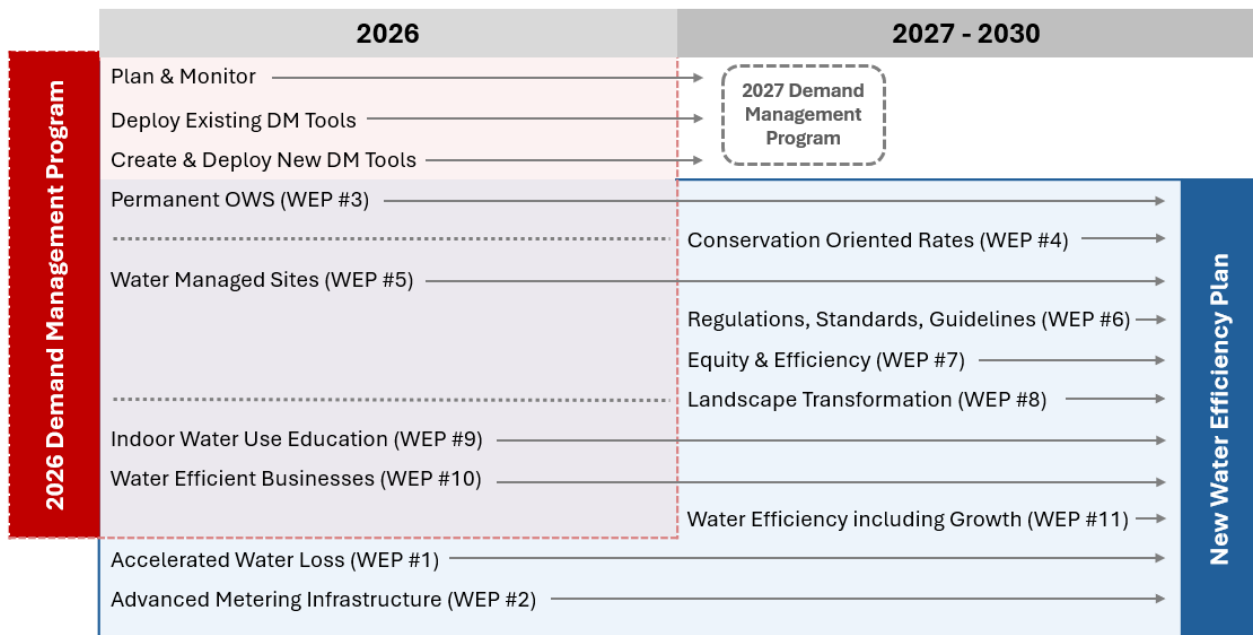 2026
2027 - 2030
2026 Demand Management Program
Plan & Monitor
Deploy Existing DM Tools
Create & Deploy New DM Tools
2027 Demand
Management
Program
Permanent OWS (WEP #3)
Conservation Oriented Rates (WEP #4)
Water Managed Sites (WEP #5)
Regulations, Standards, Guidelines (WEP #6)
Equity & Efficiency (WEP #7)
Landscape Transformation (WEP #8)
Indoor Water Use Education (WEP #9)
Water Efficient Businesses (WEP #10)
Water Efficiency including Growth (WEP #11)
Accelerated Water Loss (WEP #1)
Advanced Metering Infrastructure (WEP #2)
New Water Efficiency Plan